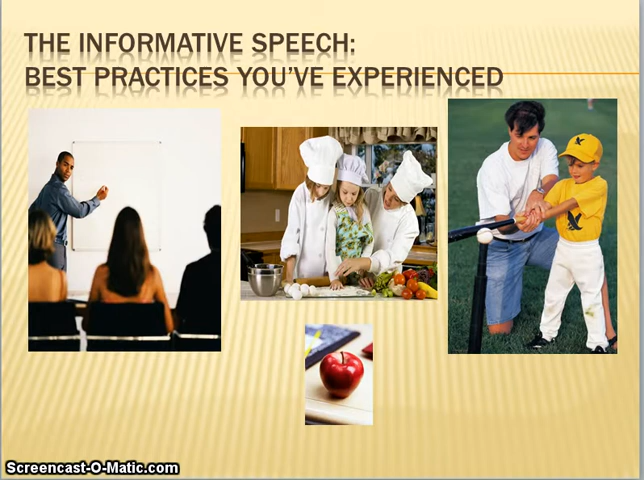 THE INFORMATIVE SPEECH:
BEST PRACTICES YOU'VE EXPERIENCED
Screencast-O-Matic.com